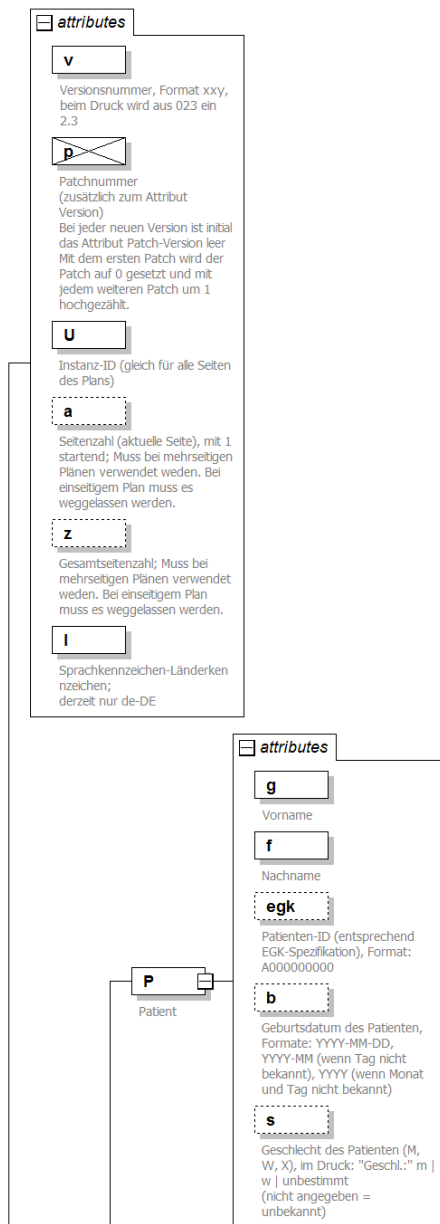 attributes
v
Versionsnummer, Format xxy,
beim Druck wird aus 023 ein
2.3
p
Patchnummer
(zusätzlich zum Attribut
Version)
Bei jeder neuen Version ist initial
das Attribut Patch-Version leer
Mit dem ersten Patch wird der
Patch auf 0 gesetzt und mit
jedem weiteren Patch um 1
hochgezählt.
U
Instanz-ID (gleich für alle Seiten
des Plans)
a
Seitenzahl (aktuelle Seite), mit 1
startend; Muss bei mehrseitigen
Plänen verwendet weden. Bei
einseitigem Plan muss es
weggelassen werden.
z
Gesamtseitenzahl; Muss bei
mehrseitigen Plänen verwendet
weden. Bei einseitigem Plan
muss es weggelassen werden.
l
Sprachkennzeichen-Länderken
nzeichen;
derzeit nur de-DE
attributes
g
Vorname
f
Nachname
egk
Patienten-ID (entsprechend
EGK-Spezifikation), Format:
A000000000
P
Patient
b
Geburtsdatum des Patienten,
Formate: YYYY-MM-DD,
YYYY-MM (wenn Tag nicht
bekannt), YYYY (wenn Monat
und Tag nicht bekannt)
s
Geschlecht des Patienten (M,
W, X), im Druck: "Geschl.:" m |
w | unbestimmt
(nicht angegeben =
unbekannt)